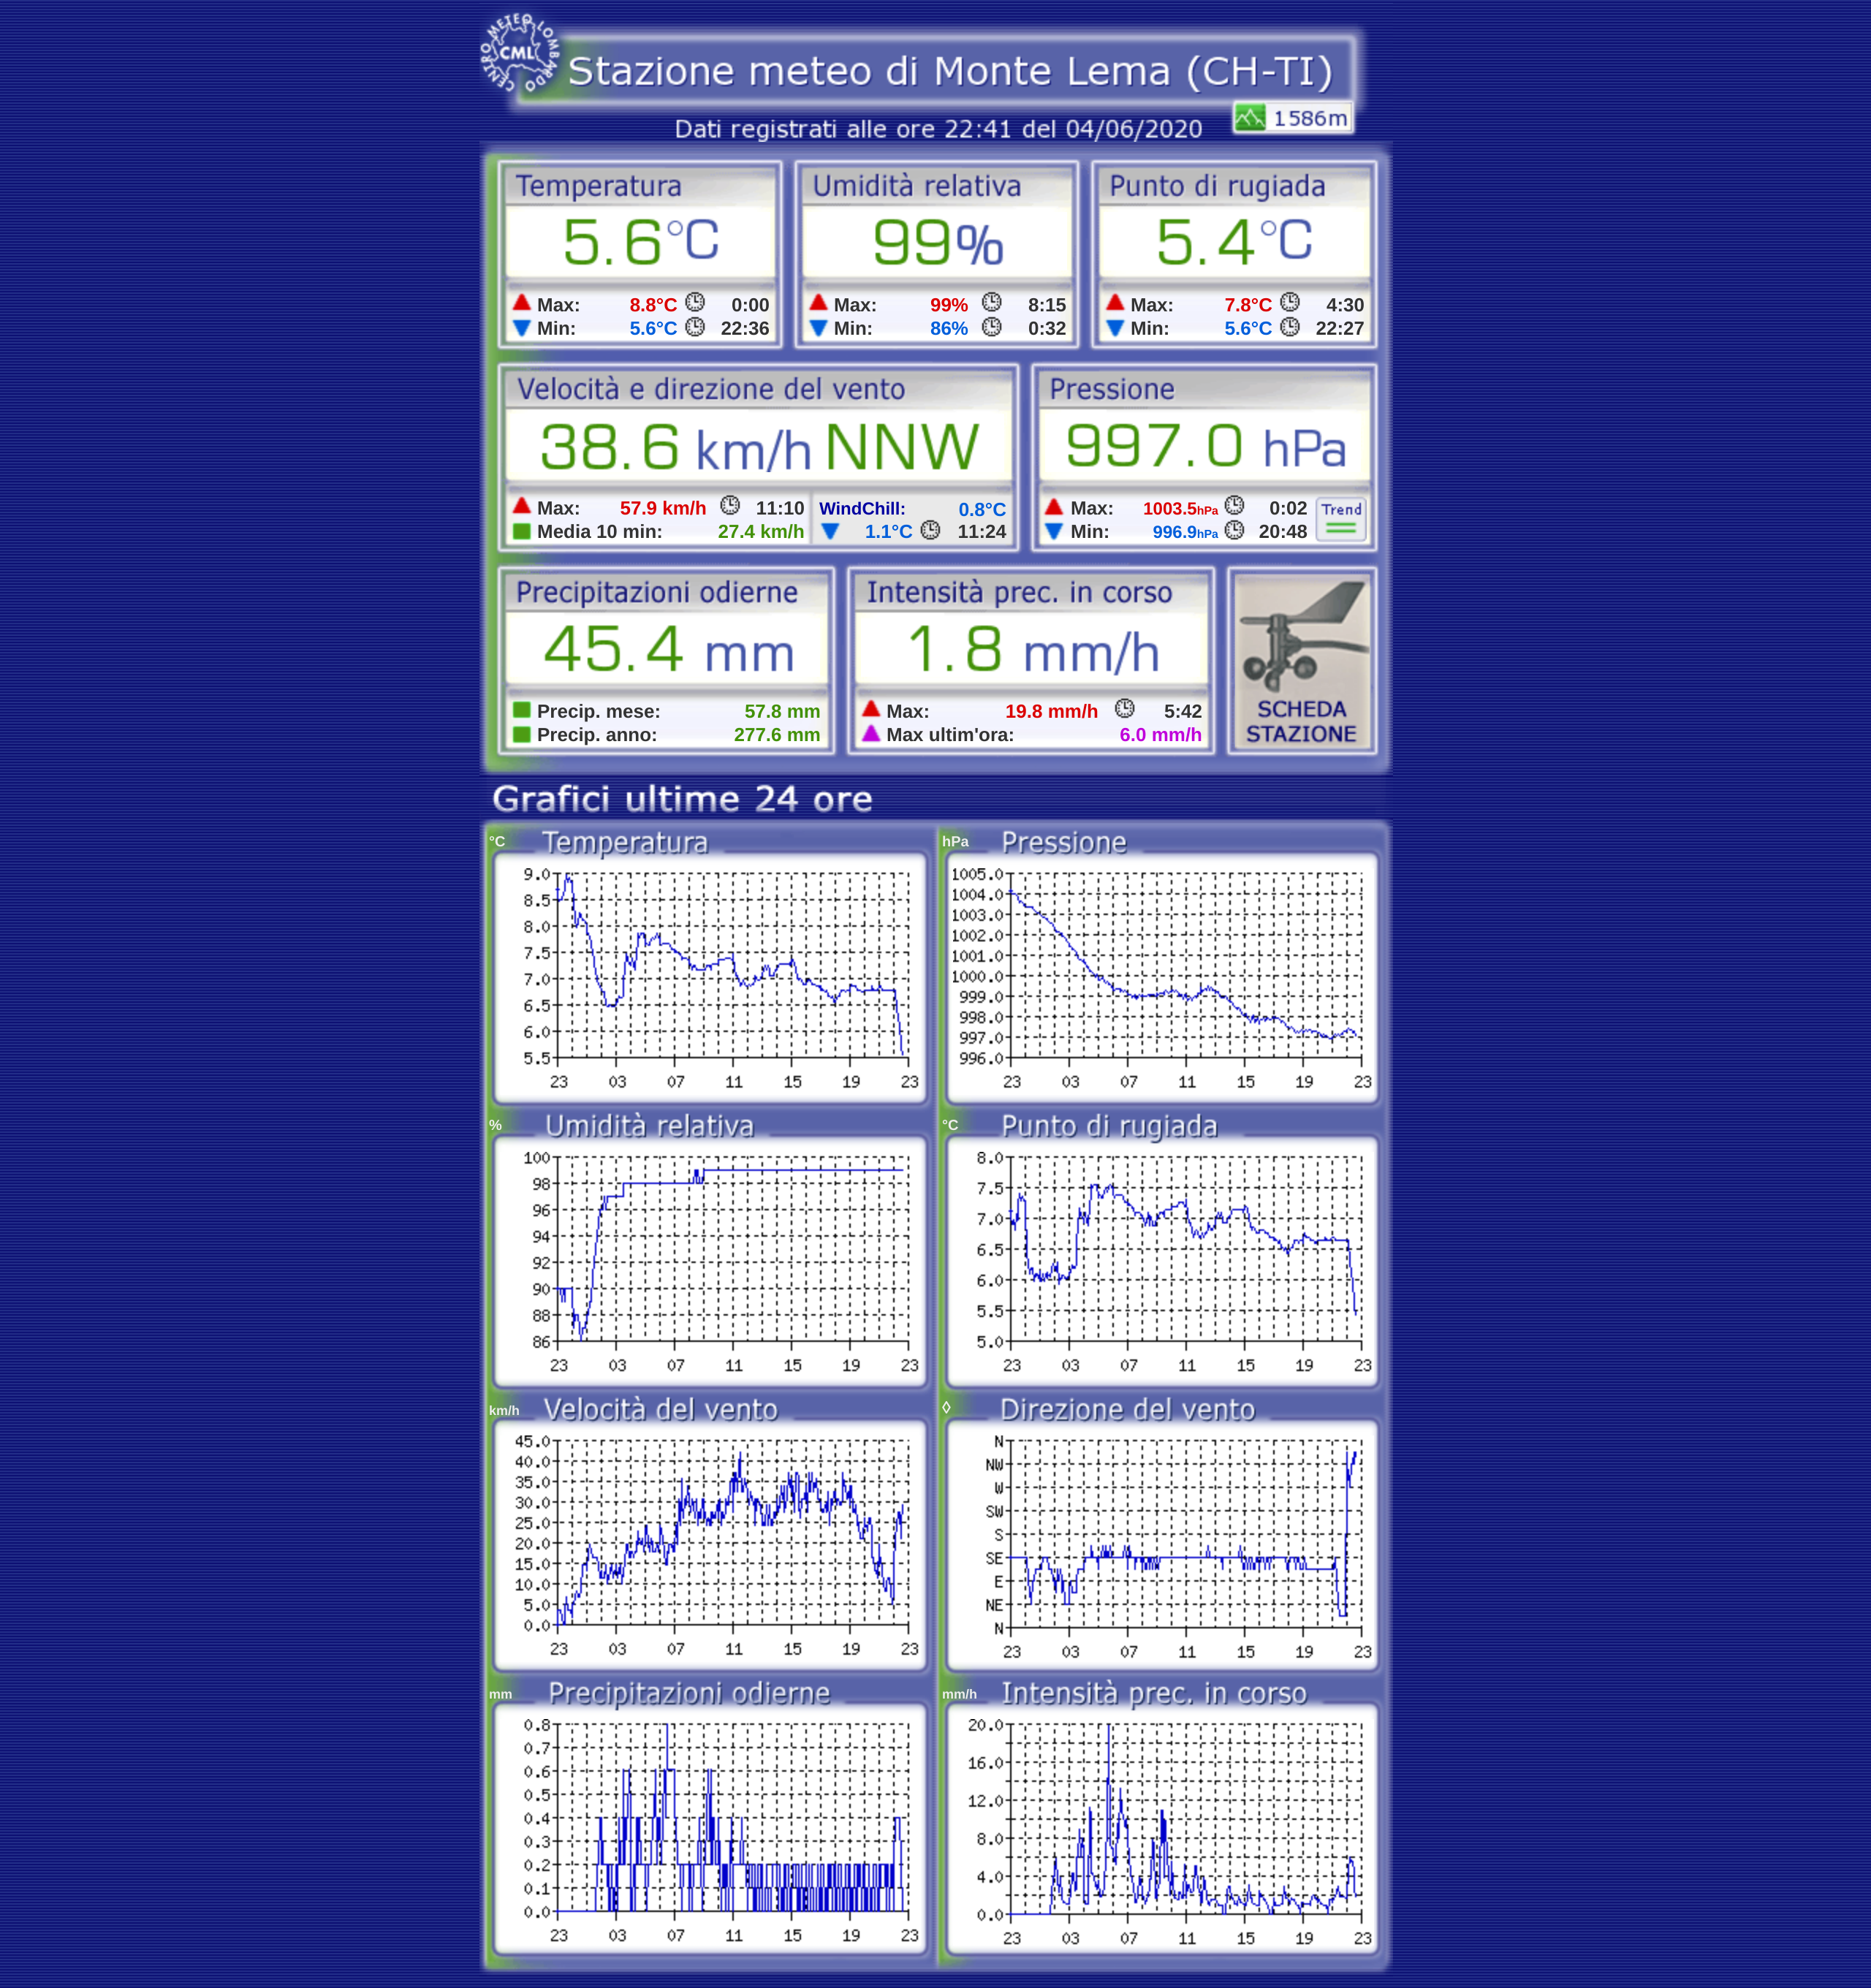 CENTRO METEO LOMBARDO
CML
Stazione meteo di Monte Lema (CH-TI)
1586m
Dati registrati alle ore 22:41 del 04/06/2020
Temperatura Umidità relativa Punto di rugiada
5.6°C 99% 5.4°C
Max: 8.8°C 0:00 Max: 99% 8:15 Max: 7.8°C 4:30
Min: 5.6°C 22:36 Min: 86% 0:32 Min: 5.6°C 22:27
Velocità e direzione del vento Pressione
38.6 km/h NNW 997.0 hPa
Max: 57.9 km/h 11:10 WindChill: 0.8°C Max: 1003.5hPa 0:02 Trend
Media 10 min: 27.4 km/h 1.1°C 11:24 Min: 996.9hPa 20:48
Precipitazioni odierne Intensità prec. in corso
45.4 mm 1.8 mm/h
Precip. mese: 57.8 mm Max: 19.8 mm/h 5:42 SCHEDA
Precip. anno: 277.6 mm Max ultim'ora: 6.0 mm/h STAZIONE
Grafici ultime 24 ore
°C Temperatura
9.0
8.5
8.0
7.5
7.0
6.5
6.0
5.5
23 03 07 11 15 19 23
hPa Pressione
1005.0
1004.0
1003.0
1002.0
1001.0
1000.0
999.0
998.0
997.0
996.0
23 03 07 11 15 19 23
% Umidità relativa
100
98
96
94
92
90
88
86
23 03 07 11 15 19 23
°C Punto di rugiada
8.0
7.5
7.0
6.5
6.0
5.5
5.0
23 03 07 11 15 19 23
km/h Velocità del vento
45.0
40.0
35.0
30.0
25.0
20.0
15.0
10.0
5.0
0.0
23 03 07 11 15 19 23
◊ Direzione del vento
N
NW
W
SW
S
SE
E
NE
N
23 03 07 11 15 19 23
mm Precipitazioni odierne
0.8
0.7
0.6
0.5
0.4
0.3
0.2
0.1
0.0
23 03 07 11 15 19 23
mm/h Intensità prec. in corso
20.0
16.0
12.0
8.0
4.0
0.0
23 03 07 11 15 19 23